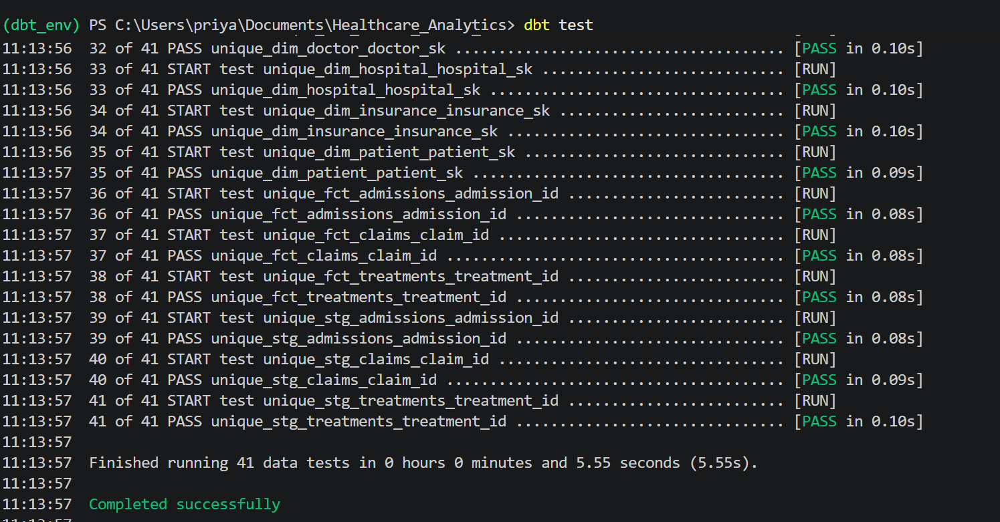 (dbt_env) PS C:\Users\priya\Documents\Healthcare_Analytics> dbt test
11:13:56  32 of 41 PASS unique_dim_doctor_doctor_sk ...................................... [PASS in 0.10s]
11:13:56  33 of 41 START test unique_dim_hospital_hospital_sk ............................ [RUN]
11:13:56  33 of 41 PASS unique_dim_hospital_hospital_sk .................................. [PASS in 0.10s]
11:13:56  34 of 41 START test unique_dim_insurance_insurance_sk .......................... [RUN]
11:13:56  34 of 41 PASS unique_dim_insurance_insurance_sk ................................ [PASS in 0.10s]
11:13:56  35 of 41 START test unique_dim_patient_patient_sk .............................. [RUN]
11:13:57  35 of 41 PASS unique_dim_patient_patient_sk .................................... [PASS in 0.09s]
11:13:57  36 of 41 START test unique_fct_admissions_admission_id ......................... [RUN]
11:13:57  36 of 41 PASS unique_fct_admissions_admission_id ............................... [PASS in 0.08s]
11:13:57  37 of 41 START test unique_fct_claims_claim_id ................................. [RUN]
11:13:57  37 of 41 PASS unique_fct_claims_claim_id ....................................... [PASS in 0.08s]
11:13:57  38 of 41 START test unique_fct_treatments_treatment_id ......................... [RUN]
11:13:57  38 of 41 PASS unique_fct_treatments_treatment_id ............................... [PASS in 0.08s]
11:13:57  39 of 41 START test unique_stg_admissions_admission_id ......................... [RUN]
11:13:57  39 of 41 PASS unique_stg_admissions_admission_id ............................... [PASS in 0.08s]
11:13:57  40 of 41 START test unique_stg_claims_claim_id ................................. [RUN]
11:13:57  40 of 41 PASS unique_stg_claims_claim_id ....................................... [PASS in 0.09s]
11:13:57  41 of 41 START test unique_stg_treatments_treatment_id ......................... [RUN]
11:13:57  41 of 41 PASS unique_stg_treatments_treatment_id ............................... [PASS in 0.10s]
11:13:57
11:13:57  Finished running 41 data tests in 0 hours 0 minutes and 5.55 seconds (5.55s).
11:13:57
11:13:57  Completed successfully